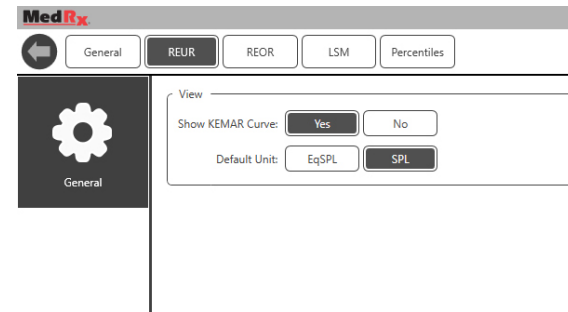 MedRx
General REUR REOR LSM Percentiles
View
Show KEMAR Curve: Yes No
Default Unit: EqSPL SPL
General